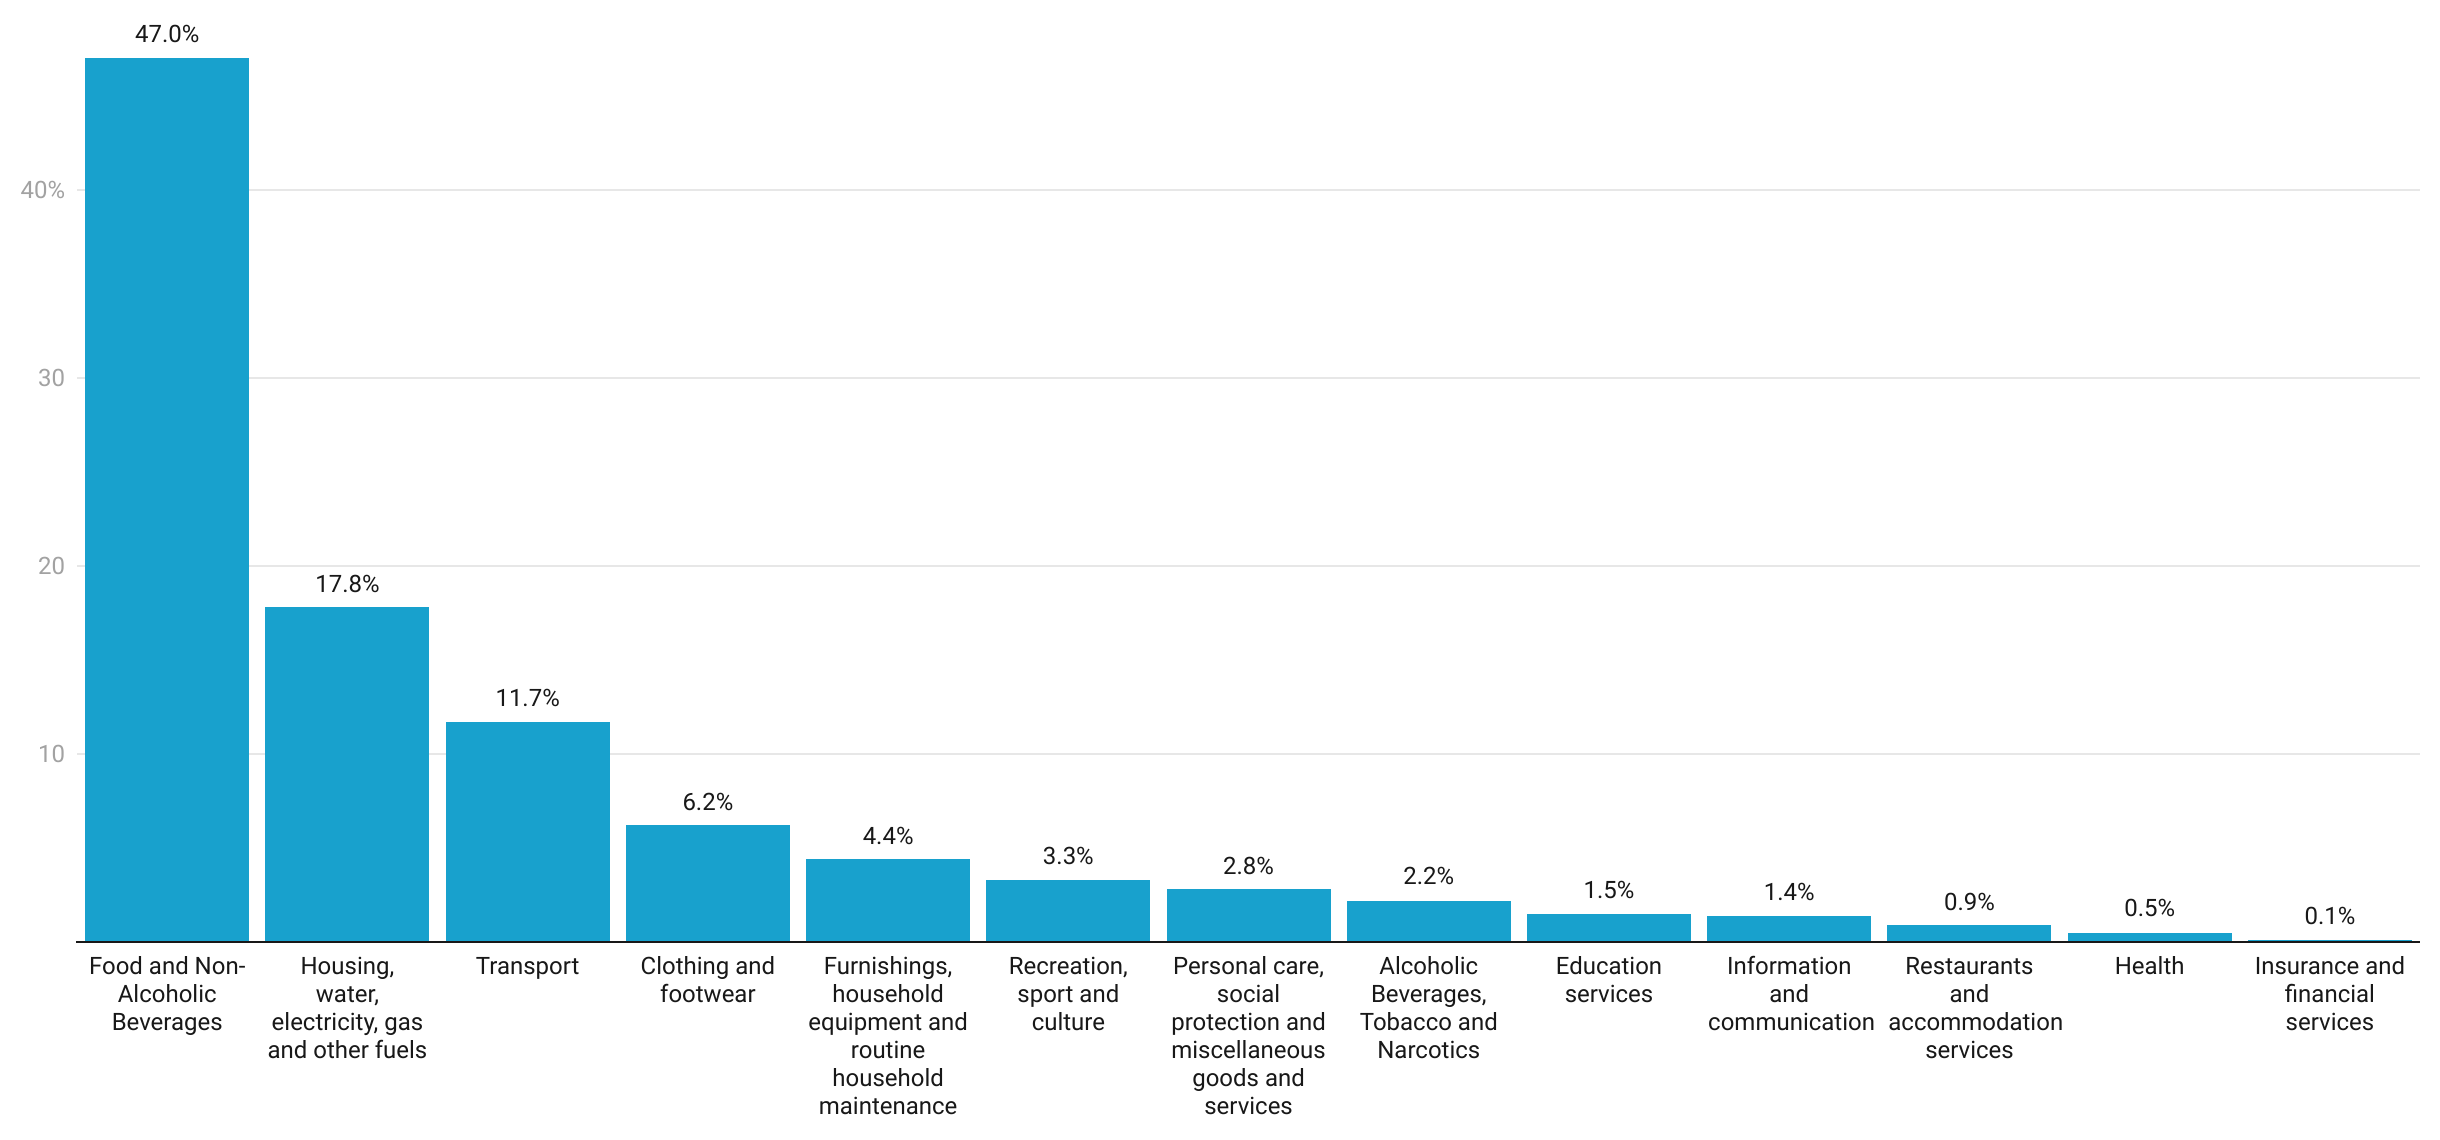 47.0%
40%
30
20
10
17.8%
11.7%
6.2%
4.4%
3.3%
2.8%
2.2%
1.5%
1.4%
0.9%
0.5%
0.1%
Food and Non-
Alcoholic
Beverages
Housing,
water,
electricity, gas
and other fuels
Transport
Clothing and
footwear
Furnishings,
household
equipment and
routine
household
maintenance
Recreation,
sport and
culture
Personal care,
social
protection and
miscellaneous
goods and
services
Alcoholic
Beverages,
Tobacco and
Narcotics
Education
services
Information
and
communication
Restaurants
and
accommodation
services
Health
Insurance and
financial
services